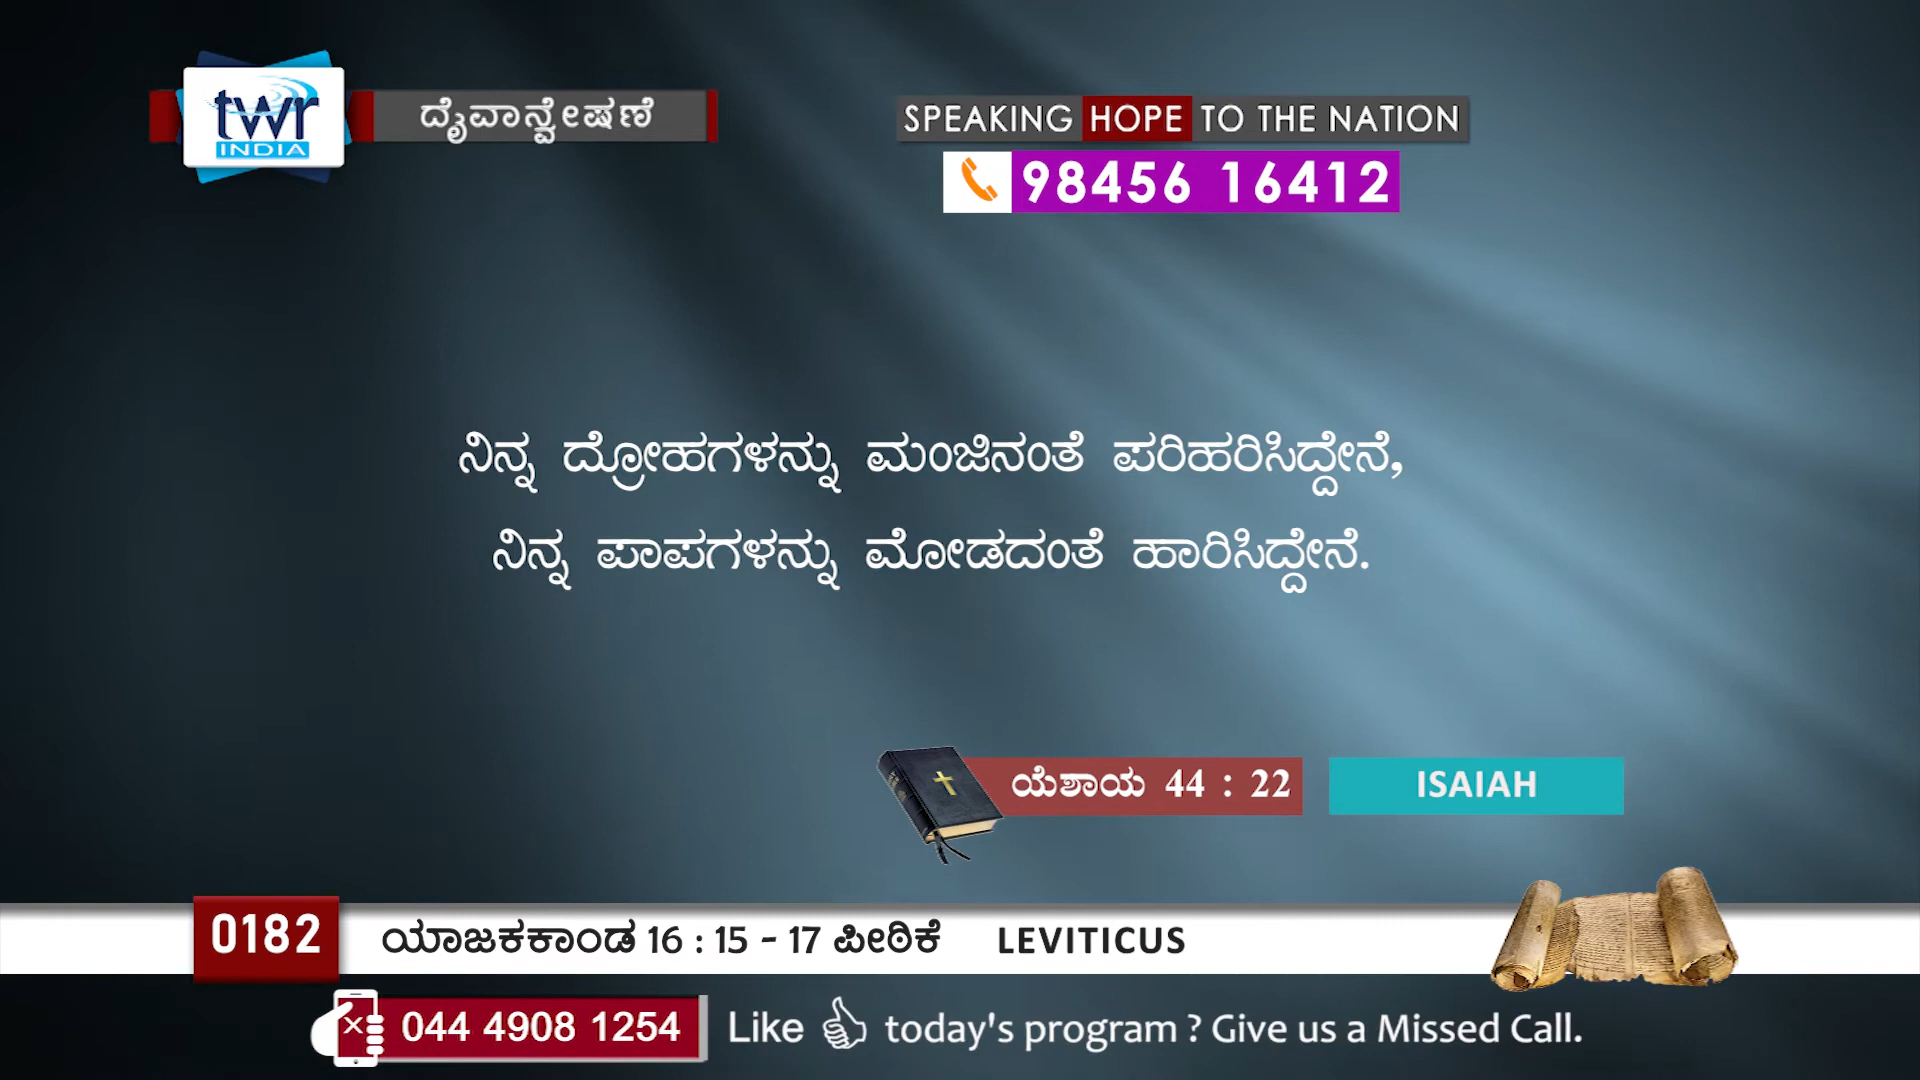 twr
INDIA
ದೈವಾನ್ವೇಷಣೆ
SPEAKING HOPE TO THE NATION
98456 16412
ನಿನ್ನ ದ್ರೋಹಗಳನ್ನು ಮಂಜಿನಂತೆ ಪರಿಹರಿಸಿದ್ದೇನೆ,
ನಿನ್ನ ಪಾಪಗಳನ್ನು ಮೋಡದಂತೆ ಹಾರಿಸಿದ್ದೇನೆ.
ಯೆಶಾಯ 44 : 22 ISAIAH
0182 ಯಾಜಕಕಾಂಡ 16 : 15 - 17 ಪೀಠಿಕೆ LEVITICUS
044 4908 1254 Like today's program ? Give us a Missed Call.